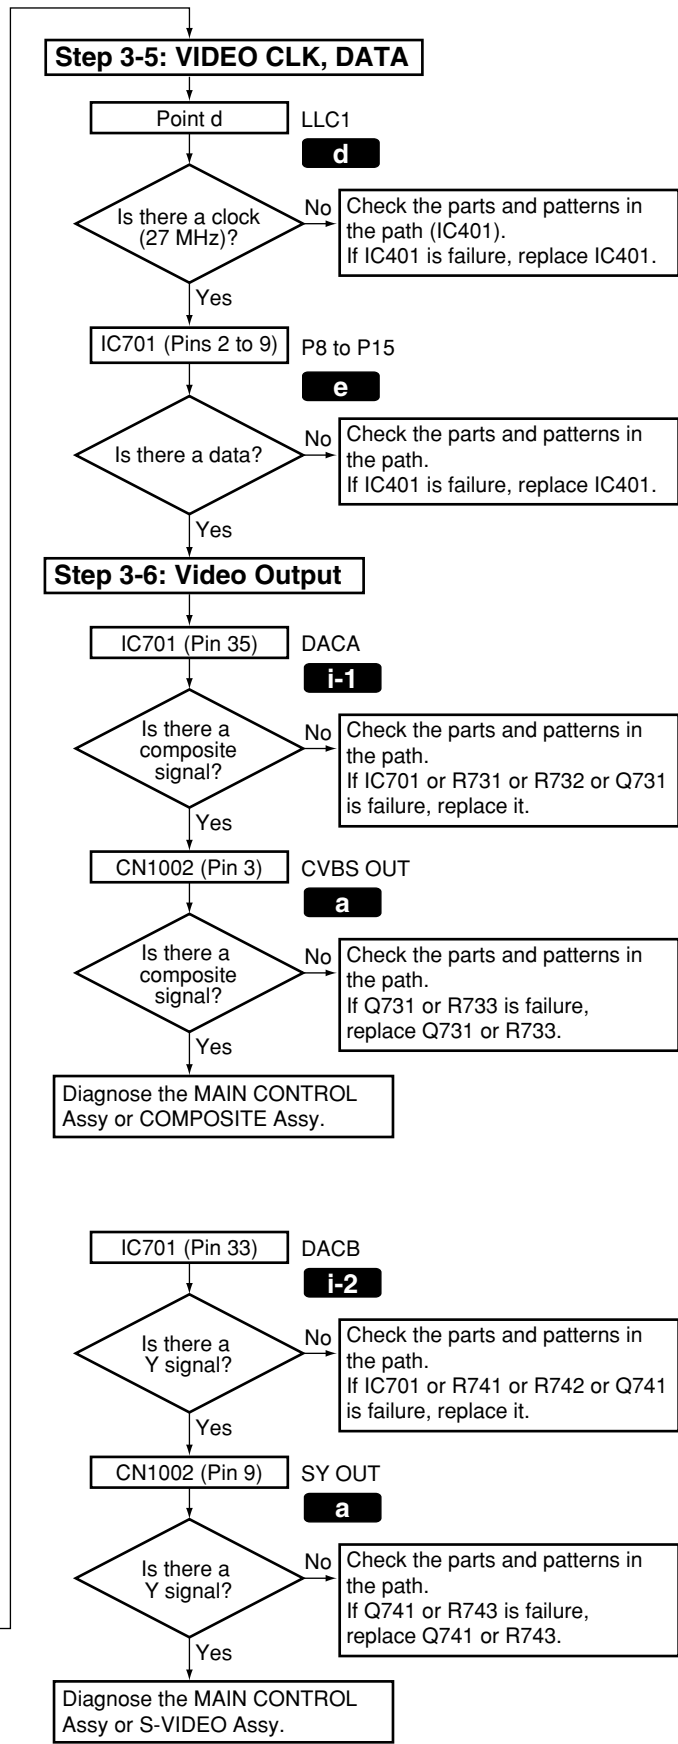 Step 3-5: VIDEO CLK, DATA
Point d
LLC1
d
Is there a clock
(27 MHz)?
No
Check the parts and patterns in
the path (IC401).
If IC401 is failure, replace IC401.
Yes
IC701 (Pins 2 to 9)
P8 to P15
e
Is there a data?
No
Check the parts and patterns in
the path.
If IC401 is failure, replace IC401.
Yes
Step 3-6: Video Output
IC701 (Pin 35)
DACA
i-1
Is there a
composite
signal?
No
Check the parts and patterns in
the path.
If IC701 or R731 or R732 or Q731
is failure, replace it.
Yes
CN1002 (Pin 3)
CVBS OUT
a
Is there a
composite
signal?
No
Check the parts and patterns in
the path.
If Q731 or R733 is failure,
replace Q731 or R733.
Yes
Diagnose the MAIN CONTROL
Assy or COMPOSITE Assy.
IC701 (Pin 33)
DACB
i-2
Is there a
Y signal?
No
Check the parts and patterns in
the path.
If IC701 or R741 or R742 or Q741
is failure, replace it.
Yes
CN1002 (Pin 9)
SY OUT
a
Is there a
Y signal?
No
Check the parts and patterns in
the path.
If Q741 or R743 is failure,
replace Q741 or R743.
Yes
Diagnose the MAIN CONTROL
Assy or S-VIDEO Assy.